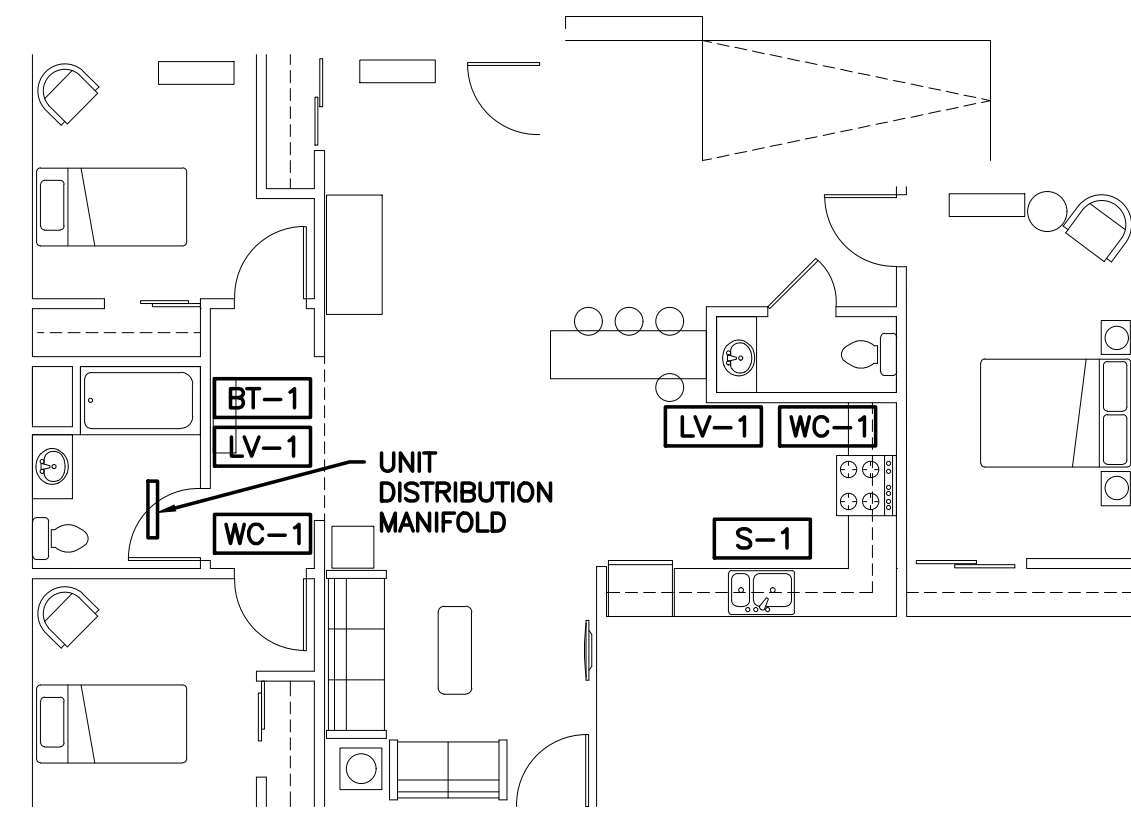 BT-1
LV-1
UNIT
DISTRIBUTION
MANIFOLD
WC-1
LV-1
WC-1
S-1